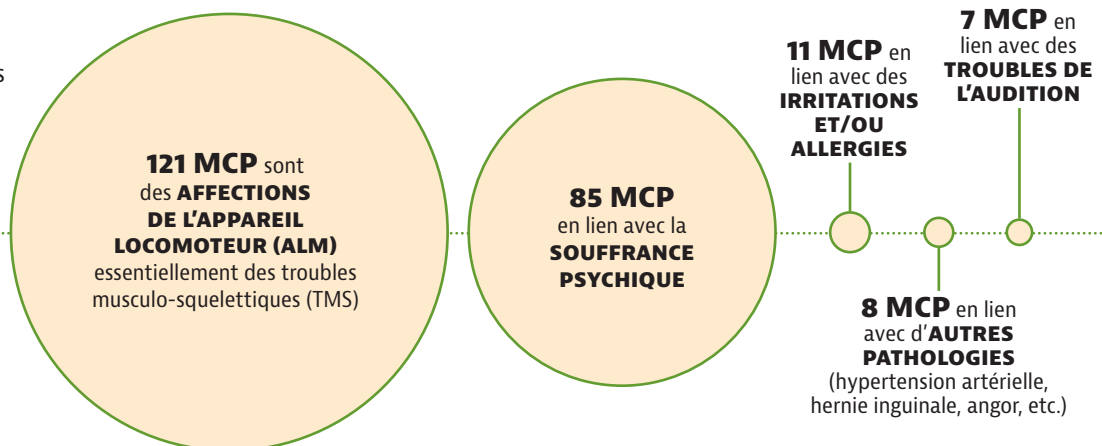 s
121 MCP sont
des AFFECTIONS
DE L'APPAREIL
LOCOMOTEUR (ALM)
essentiellement des troubles
musculo-squelettiques (TMS)
85 MCP
en lien avec la
SOUFFRANCE
PSYCHIQUE
11 MCP en
lien avec des
IRRITATIONS
ET/OU
ALLERGIES
8 MCP en lien
avec d'AUTRES
PATHOLOGIES
(hypertension artérielle,
hernie inguinale, angor, etc.)
7 MCP en
lien avec des
TROUBLES DE
L'AUDITION